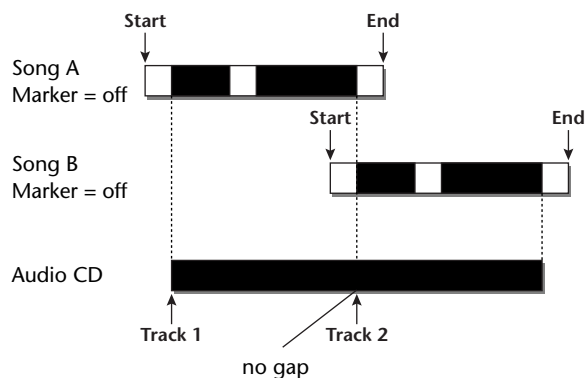 Start
End
Song A
Marker = off
Start
End
Song B
Marker = off
Audio CD
Track 1
Track 2
no gap